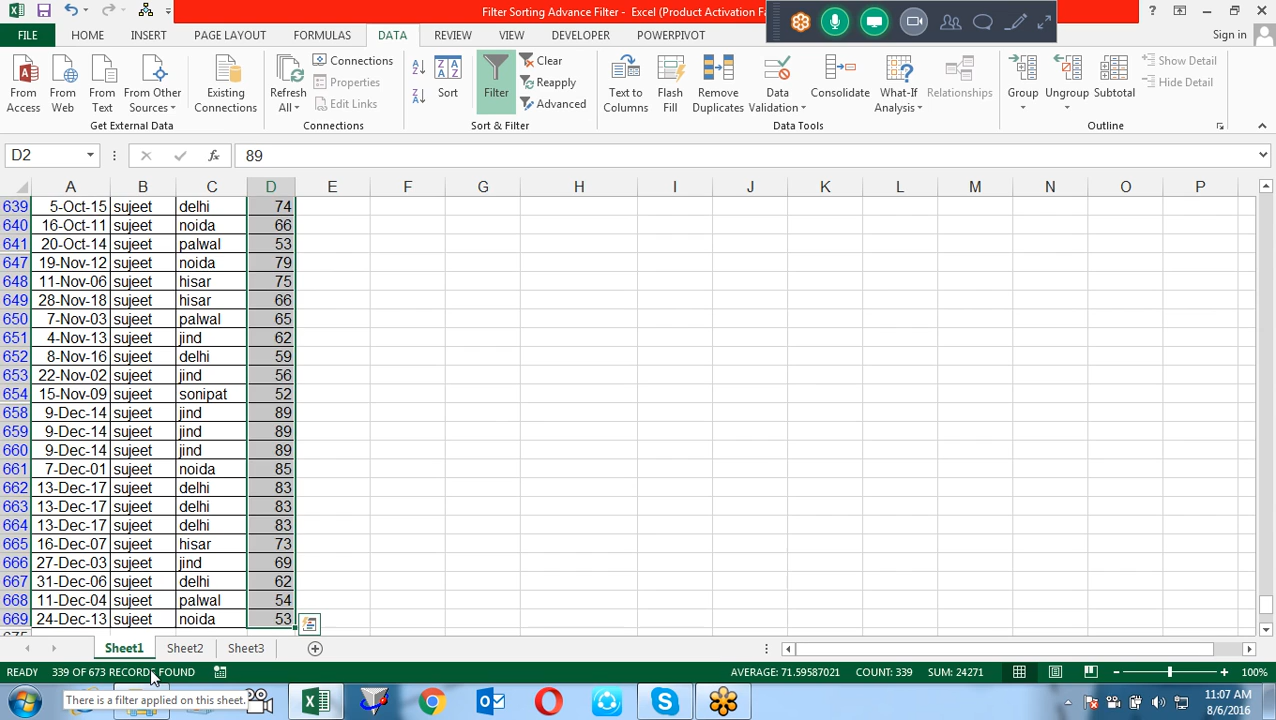 Filter Sorting Advance Filter - Excel (Product Activation Fa
FILE HOME INSERT PAGE LAYOUT FORMULAS DATA REVIEW VIEW DEVELOPER POWERPIVOT Sign in
From Access
From Web
From Text
From Other Sources
Existing Connections
Get External Data
Refresh All
Connections
Properties
Edit Links
Connections
Sort
Filter
Clear
Reapply
Advanced
Sort & Filter
Text to Columns
Flash Fill
Remove Duplicates
Data Validation
Consolidate
What-If Analysis
Relationships
Data Tools
Group
Ungroup
Subtotal
Show Detail
Hide Detail
Outline
D2 fx 89
A B C D E F G H I J K L M N O P
639 5-Oct-15 sujeet delhi 74
640 16-Oct-11 sujeet noida 66
641 20-Oct-14 sujeet palwal 53
647 19-Nov-12 sujeet noida 79
648 11-Nov-06 sujeet hisar 75
649 28-Nov-18 sujeet hisar 66
650 7-Nov-03 sujeet palwal 65
651 4-Nov-13 sujeet jind 62
652 8-Nov-16 sujeet delhi 59
653 22-Nov-02 sujeet jind 56
654 15-Nov-09 sujeet sonipat 52
658 9-Dec-14 sujeet jind 89
659 9-Dec-14 sujeet jind 89
660 9-Dec-14 sujeet jind 89
661 7-Dec-01 sujeet noida 85
662 13-Dec-17 sujeet delhi 83
663 13-Dec-17 sujeet delhi 83
664 13-Dec-17 sujeet delhi 83
665 16-Dec-07 sujeet hisar 73
666 27-Dec-03 sujeet jind 69
667 31-Dec-06 sujeet delhi 62
668 11-Dec-04 sujeet palwal 54
669 24-Dec-13 sujeet noida 53
Sheet1 Sheet2 Sheet3
READY 339 OF 673 RECORDS FOUND AVERAGE: 71.59587021 COUNT: 339 SUM: 24271 100%
There is a filter applied on this sheet.
11:07 AM
8/6/2016